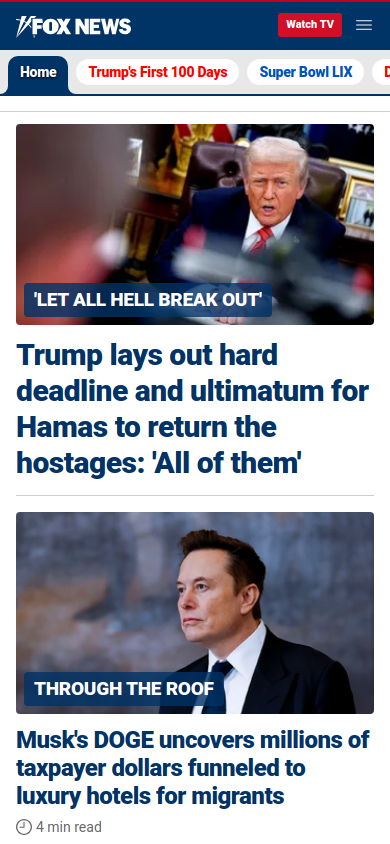 FOX NEWS
Watch TV
Home
Trump's First 100 Days
Super Bowl LIX
'LET ALL HELL BREAK OUT'
Trump lays out hard
deadline and ultimatum for
Hamas to return the
hostages: 'All of them'
THROUGH THE ROOF
Musk's DOGE uncovers millions of
taxpayer dollars funneled to
luxury hotels for migrants
4 min read